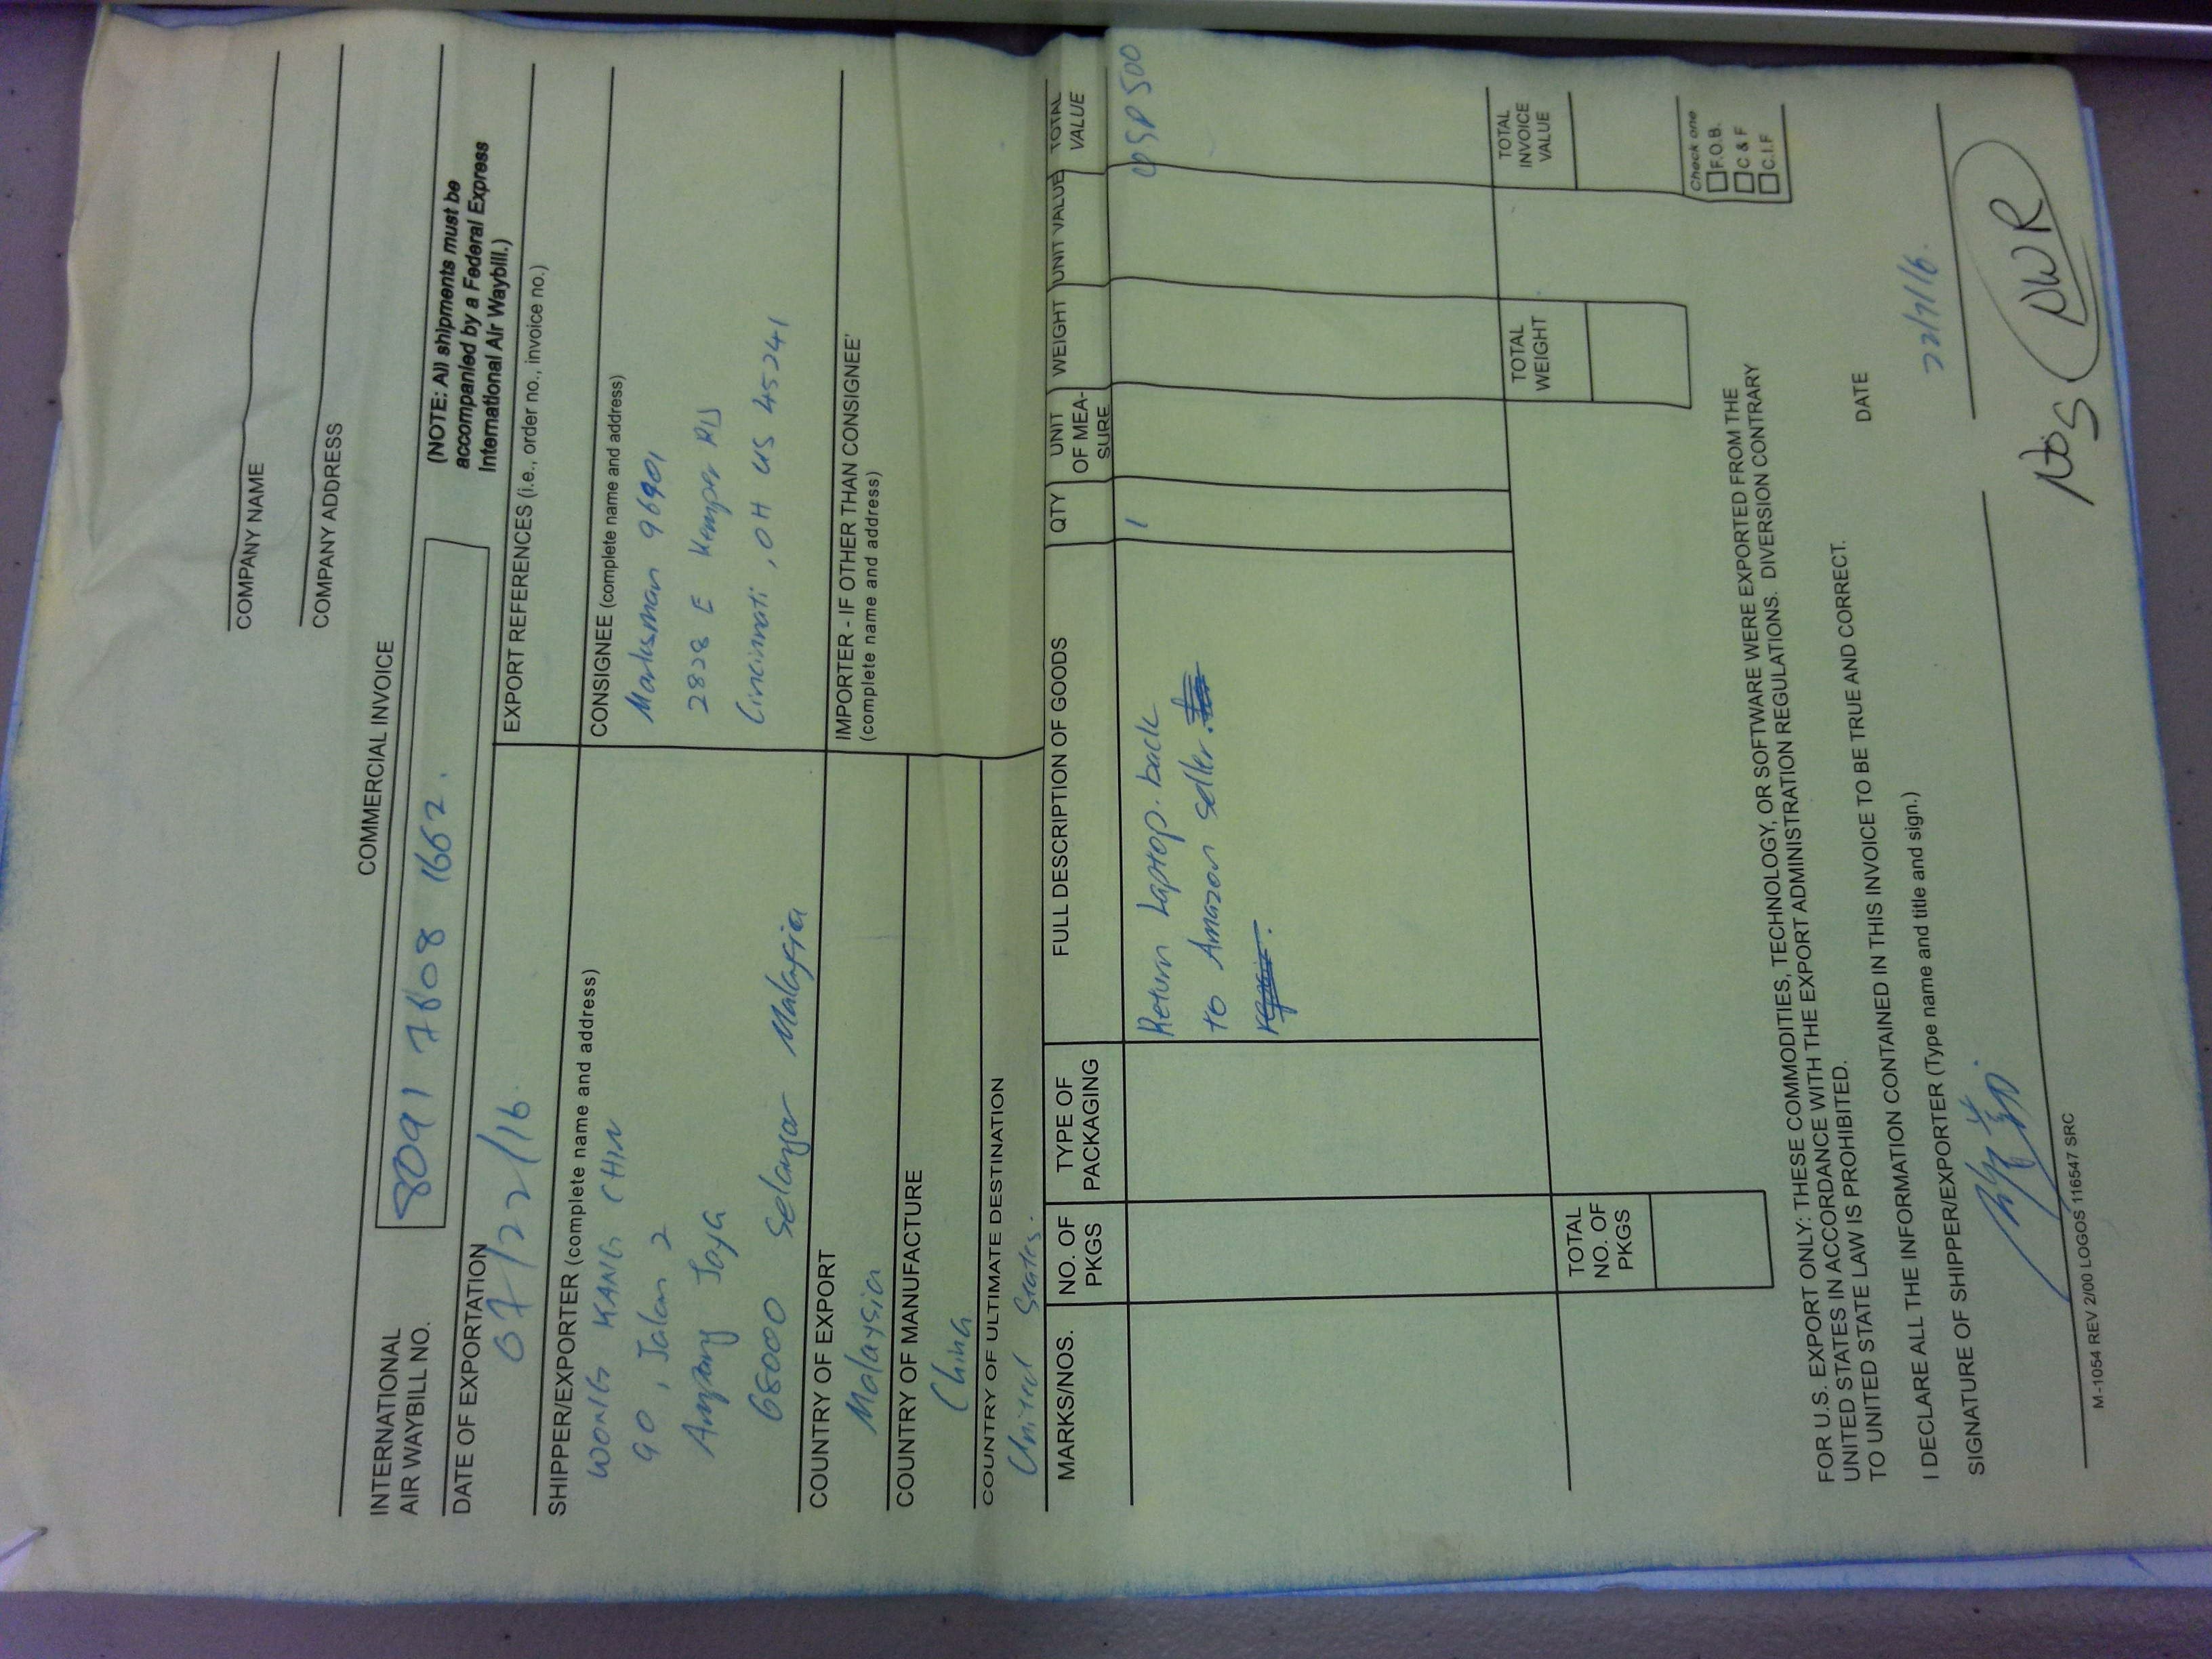 COMPANY NAME
COMPANY ADDRESS
COMMERCIAL INVOICE
INTERNATIONAL
AIR WAYBILL NO.
8091 7608 1662.
(NOTE: All shipments must be
accompanied by a Federal Express
International Air Waybill.)
DATE OF EXPORTATION
07/22/16.
EXPORT REFERENCES (i.e., order no., invoice no.)
SHIPPER/EXPORTER (complete name and address)
WONG KANG CHIN
90, Jalan 2
Ampang Jaya
68000 Selangor Malaysia
CONSIGNEE (complete name and address)
Marksman 96901
2828 E Kemper RD
Cincinnati, OH US 45241
COUNTRY OF EXPORT
Malaysia
COUNTRY OF MANUFACTURE
China
COUNTRY OF ULTIMATE DESTINATION
United States.
IMPORTER - IF OTHER THAN CONSIGNEE'
(complete name and address)
MARKS/NOS.
NO. OF
PKGS
TYPE OF
PACKAGING
FULL DESCRIPTION OF GOODS
QTY
UNIT
OF MEA-
SURE
WEIGHT
UNIT VALUE
TOTAL
VALUE
Return Laptop. back
to Amazon seller.
1
500
TOTAL
NO. OF
PKGS
TOTAL
WEIGHT
TOTAL
INVOICE
VALUE
Check one
F.O.B.
C & F
C.I.F
FOR U.S. EXPORT ONLY: THESE COMMODITIES, TECHNOLOGY, OR SOFTWARE WERE EXPORTED FROM THE
UNITED STATES IN ACCORDANCE WITH THE EXPORT ADMINISTRATION REGULATIONS. DIVERSION CONTRARY
TO UNITED STATE LAW IS PROHIBITED.
I DECLARE ALL THE INFORMATION CONTAINED IN THIS INVOICE TO BE TRUE AND CORRECT.
SIGNATURE OF SHIPPER/EXPORTER (Type name and title and sign.)
DATE
22/7/16.
M-1054 REV 2/00 LOGOS 116547 SRC
NWR